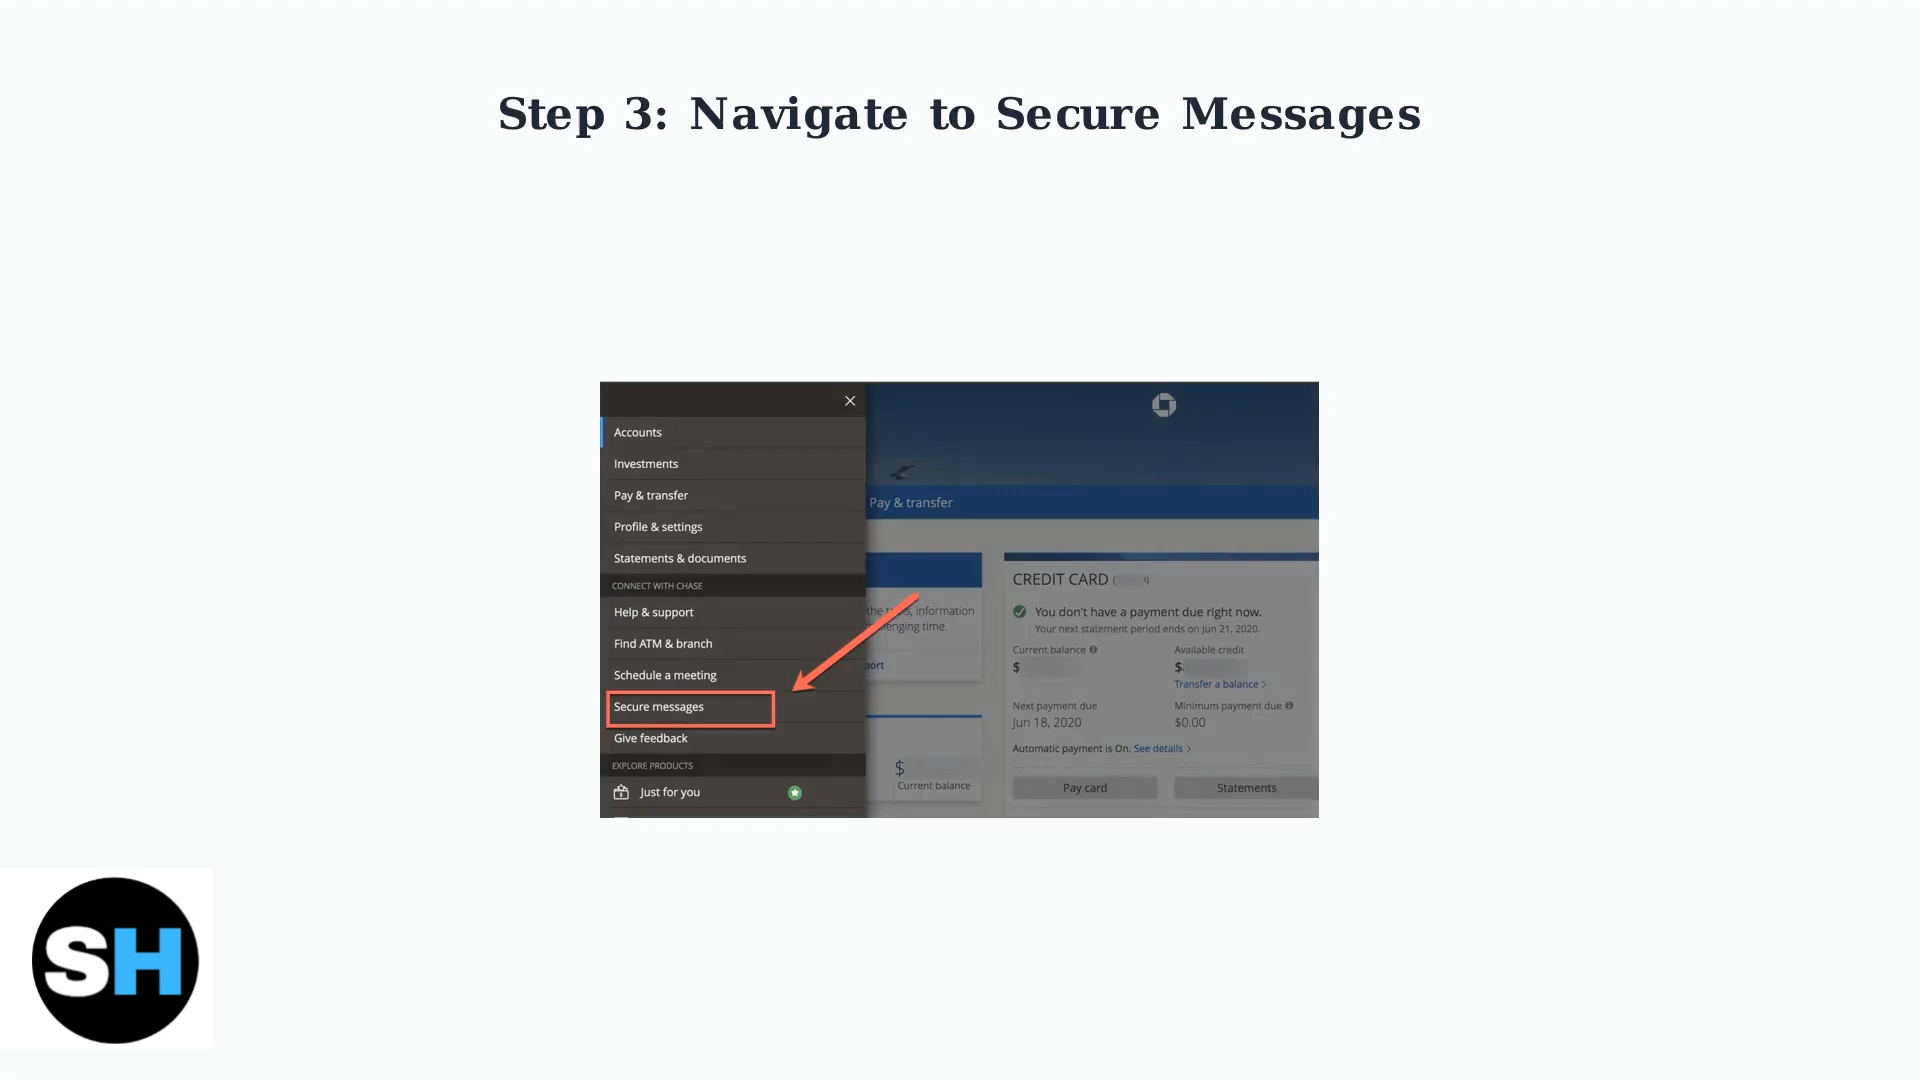 Step 3: Navigate to Secure Messages
Accounts
Investments
Pay & transfer
Profile & settings
Statements & documents
CONNECT WITH CHASE
Help & support
Find ATM & branch
Schedule a meeting
Secure messages
Give feedback
EXPLORE PRODUCTS
Just for you
Pay & transfer
the information
time.
$
Current balance
CREDIT CARD
You don't have a payment due right now.
Your next statement period ends on Jun 21, 2020.
Current balance
$
Available credit
$
Transfer a balance
Next payment due
Jun 18, 2020
Minimum payment due
$0.00
Automatic payment is On. See details
Pay card
Statements
SH